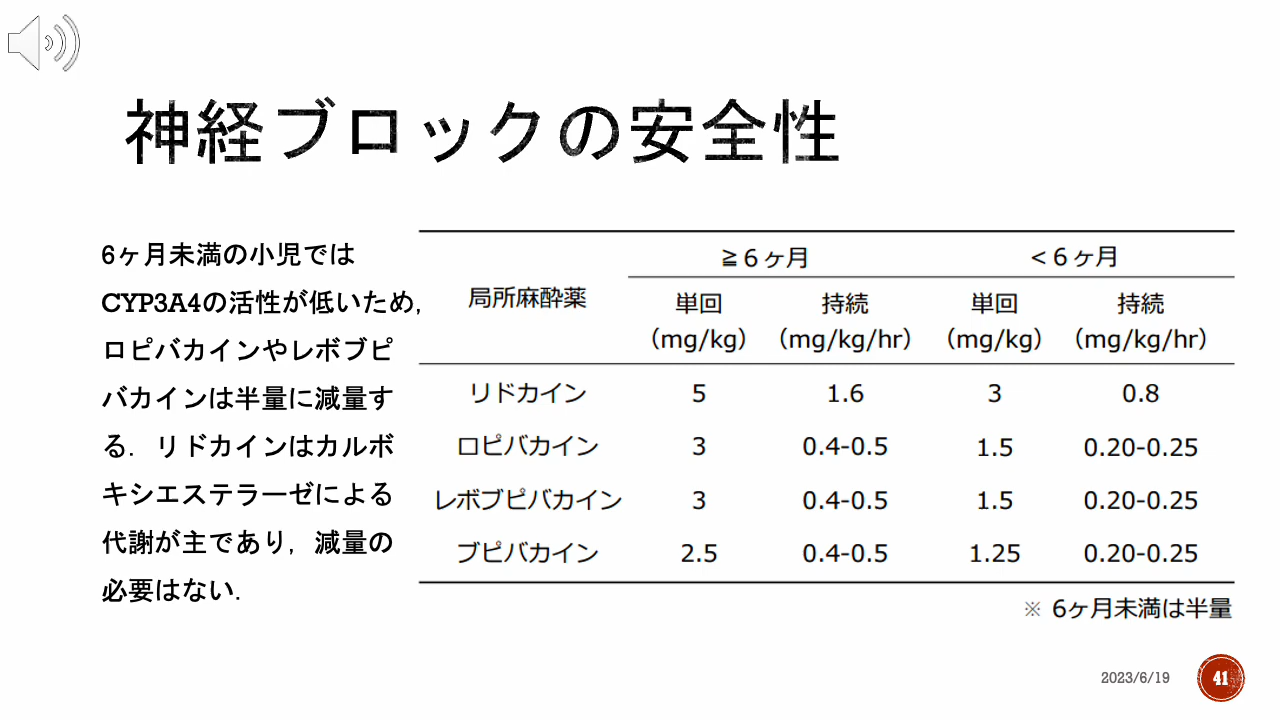 神経ブロックの安全性
6ヶ月未満の小児では
CYP3A4の活性が低いため,
ロピバカインやレボブピ
バカインは半量に減量す
る. リドカインはカルボ
キシエステラーゼによる
代謝が主であり, 減量の
必要はない.
局所麻酔薬 ≧6ヶ月 <6ヶ月
単回 持続 単回 持続
(mg/kg) (mg/kg/hr) (mg/kg) (mg/kg/hr)
リドカイン 5 1.6 3 0.8
ロピバカイン 3 0.4-0.5 1.5 0.20-0.25
レボブピバカイン 3 0.4-0.5 1.5 0.20-0.25
ブピバカイン 2.5 0.4-0.5 1.25 0.20-0.25
※ 6ヶ月未満は半量
2023/6/19 41